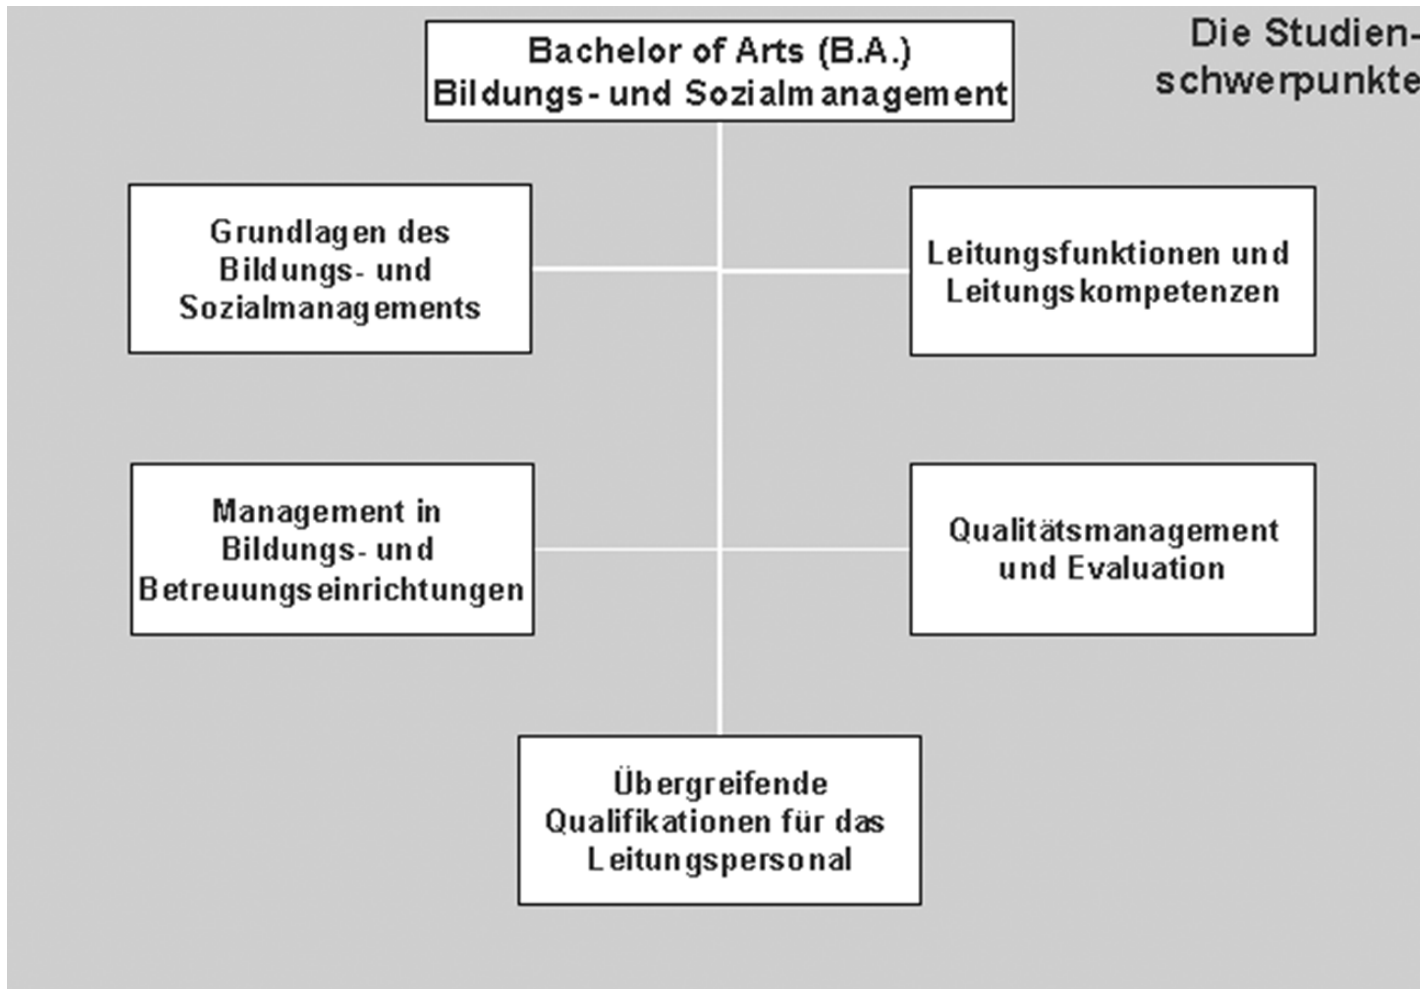 Bachelor of Arts (B.A.)
Bildungs- und Sozialmanagement
Die Studien-
schwerpunkte
Grundlagen des
Bildungs- und
Sozialmanagements
Leitungsfunktionen und
Leitungskompetenzen
Management in
Bildungs- und
Betreuungseinrichtungen
Qualitätsmanagement
und Evaluation
Übergreifende
Qualifikationen für das
Leitungspersonal